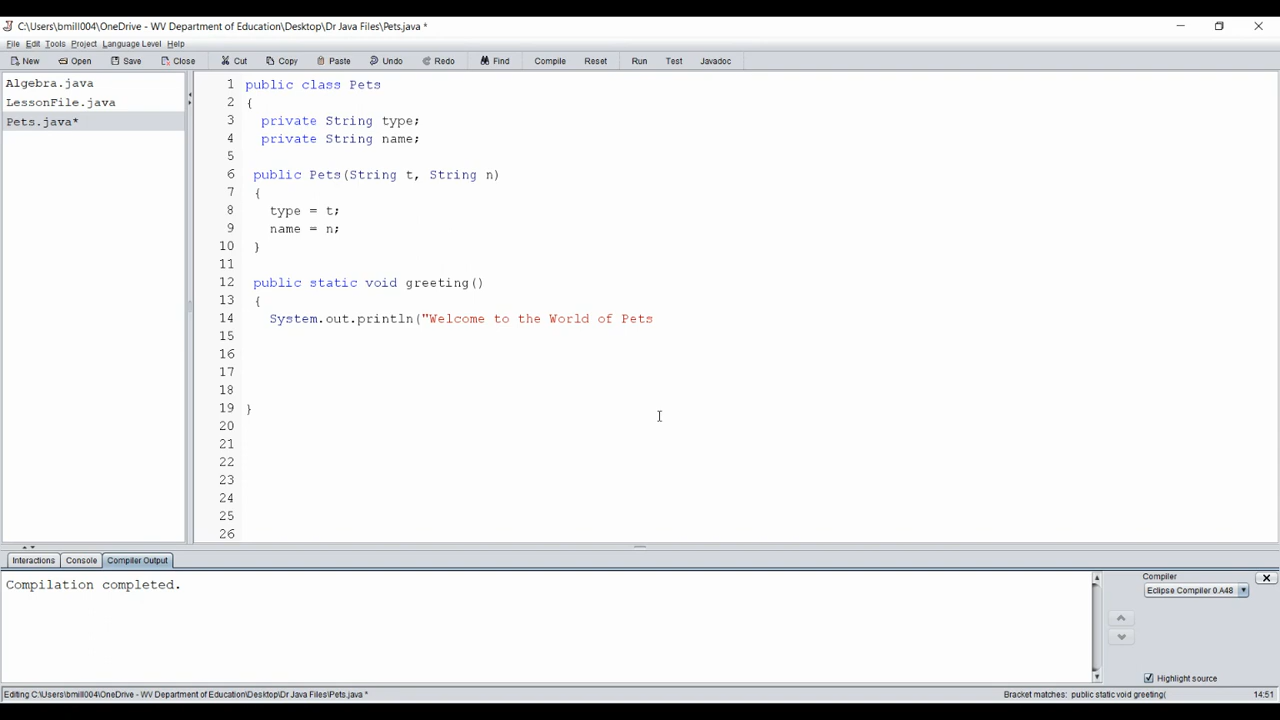 C:\Users\bmill004\OneDrive - WV Department of Education\Desktop\Dr Java Files\Pets.java *
File Edit Tools Project Language Level Help
New Open Save Close Cut Copy Paste Undo Redo Find Compile Reset Run Test Javadoc
Algebra.java
LessonFile.java
Pets.java*
1 public class Pets
2 {
3 private String type;
4 private String name;
5
6 public Pets(String t, String n)
7 {
8 type = t;
9 name = n;
10 }
11
12 public static void greeting()
13 {
14 System.out.println("Welcome to the World of Pets
15
16
17
18
19 }
20
21
22
23
24
25
26
Interactions Console Compiler Output
Compilation completed.
Compiler
Eclipse Compiler 0.A48
Highlight source
Editing C:\Users\bmill004\OneDrive - WV Department of Education\Desktop\Dr Java Files\Pets.java * Bracket matches: public static void greeting( 14:51